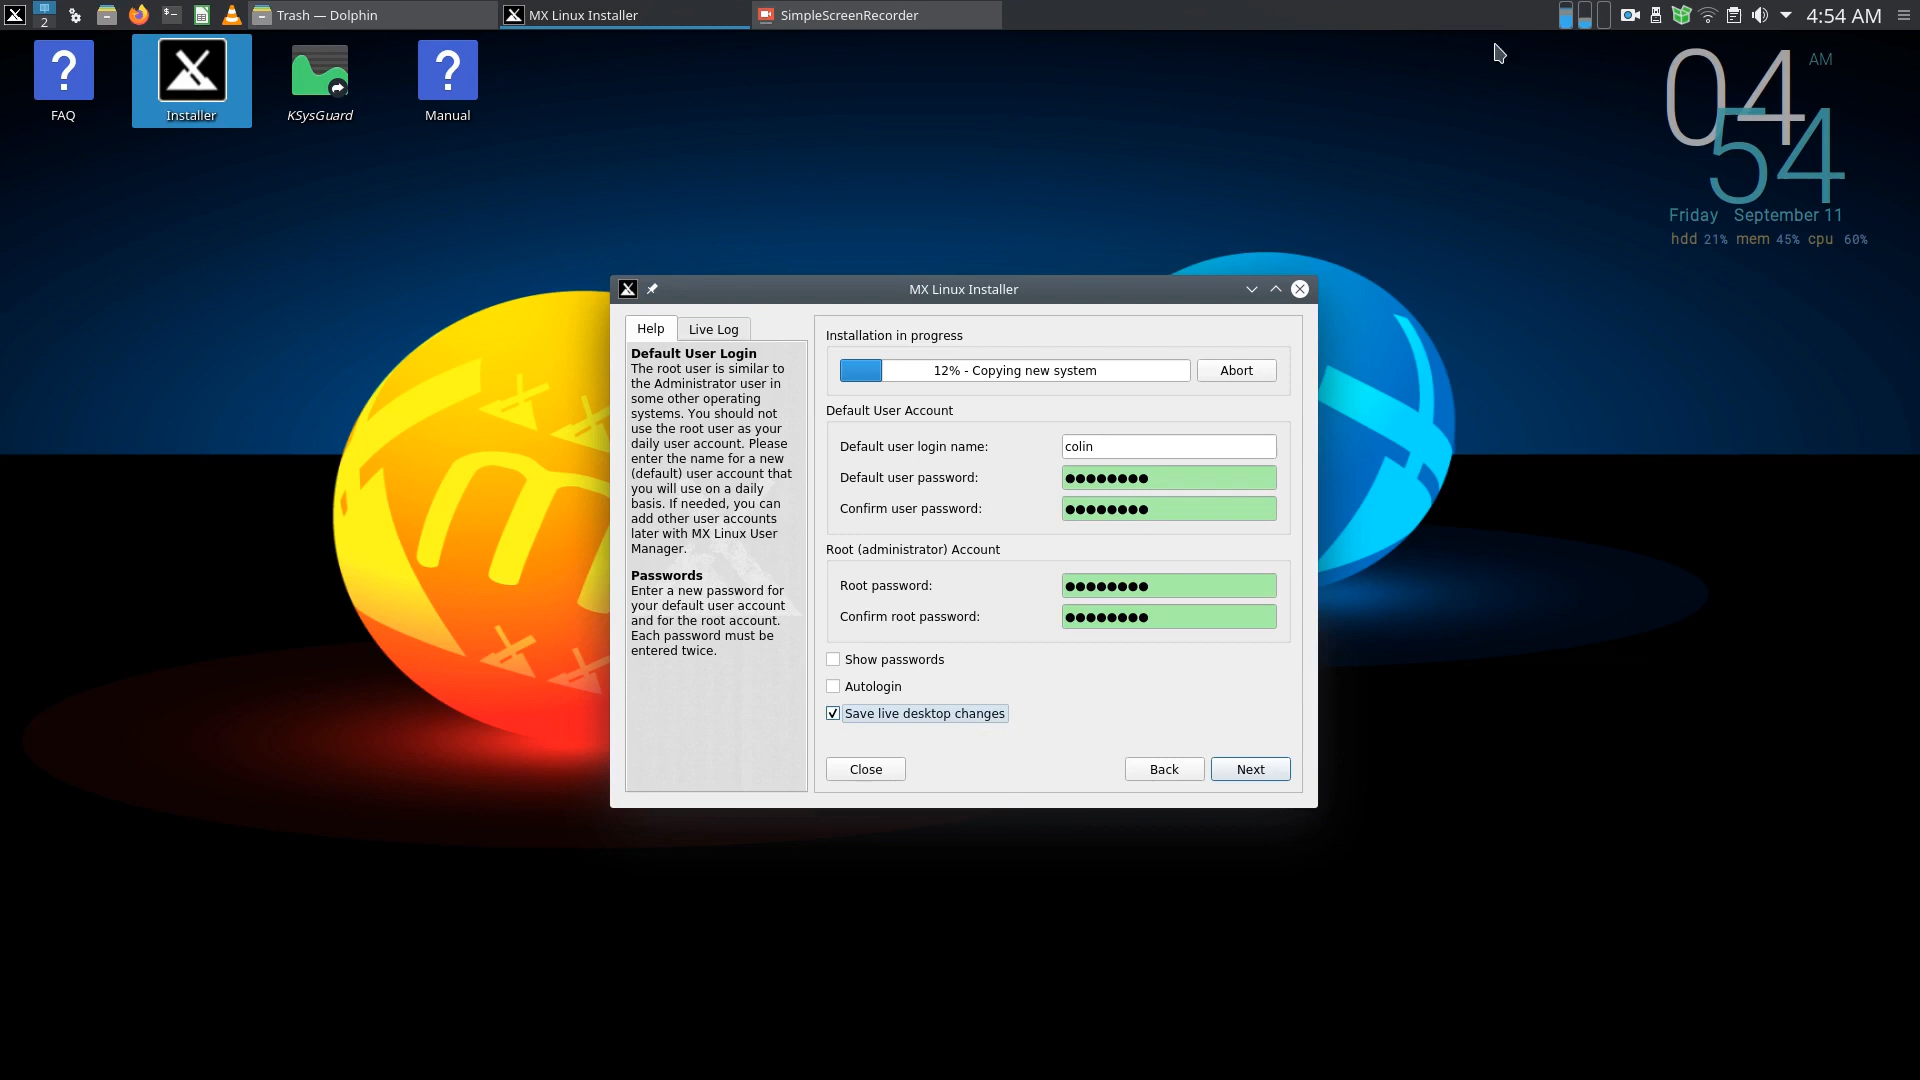 2
Trash — Dolphin
MX Linux Installer
SimpleScreenRecorder
4:54 AM
FAQ
Installer
KSysGuard
Manual
04
AM
54
Friday September 11
hdd 21% mem 45% cpu 60%
MX Linux Installer
Help
Live Log
Default User Login
The root user is similar to
the Administrator user in
some other operating
systems. You should not
use the root user as your
daily user account. Please
enter the name for a new
(default) user account that
you will use on a daily
basis. If needed, you can
add other user accounts
later with MX Linux User
Manager.
Passwords
Enter a new password for
your default user account
and for the root account.
Each password must be
entered twice.
Installation in progress
12% - Copying new system
Abort
Default User Account
Default user login name:
colin
Default user password:
●●●●●●●●
Confirm user password:
●●●●●●●●
Root (administrator) Account
Root password:
●●●●●●●●
Confirm root password:
●●●●●●●●
Show passwords
Autologin
Save live desktop changes
Close
Back
Next